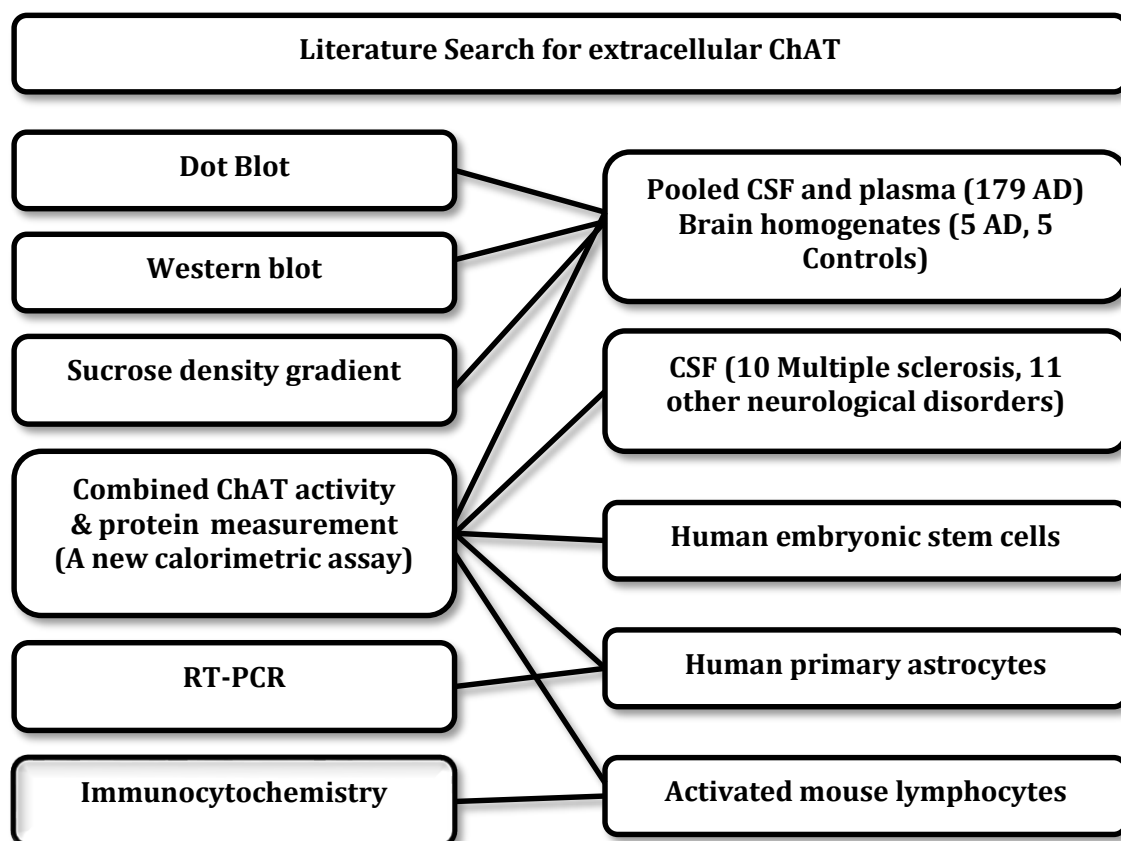 Literature Search for extracellular ChAT
Dot Blot
Western blot
Sucrose density gradient
Combined ChAT activity
& protein measurement
(A new calorimetric assay)
RT-PCR
Immunocytochemistry
Pooled CSF and plasma (179 AD)
Brain homogenates (5 AD, 5
Controls)
CSF (10 Multiple sclerosis, 11
other neurological disorders)
Human embryonic stem cells
Human primary astrocytes
Activated mouse lymphocytes